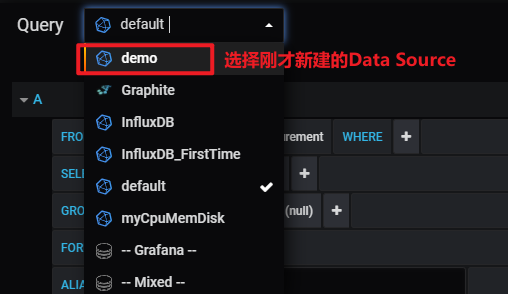 Query default
demo 选择刚才新建的Data Source
Graphite
A
InfluxDB
FRO urement WHERE +
InfluxDB_FirstTime
SELE +
default
GRO (null) +
myCpuMemDisk
FOR
-- Grafana --
ALIA
-- Mixed --